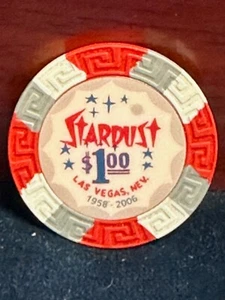 STARDUST
$1.00
LAS VEGAS, NEV.
1958 - 2006